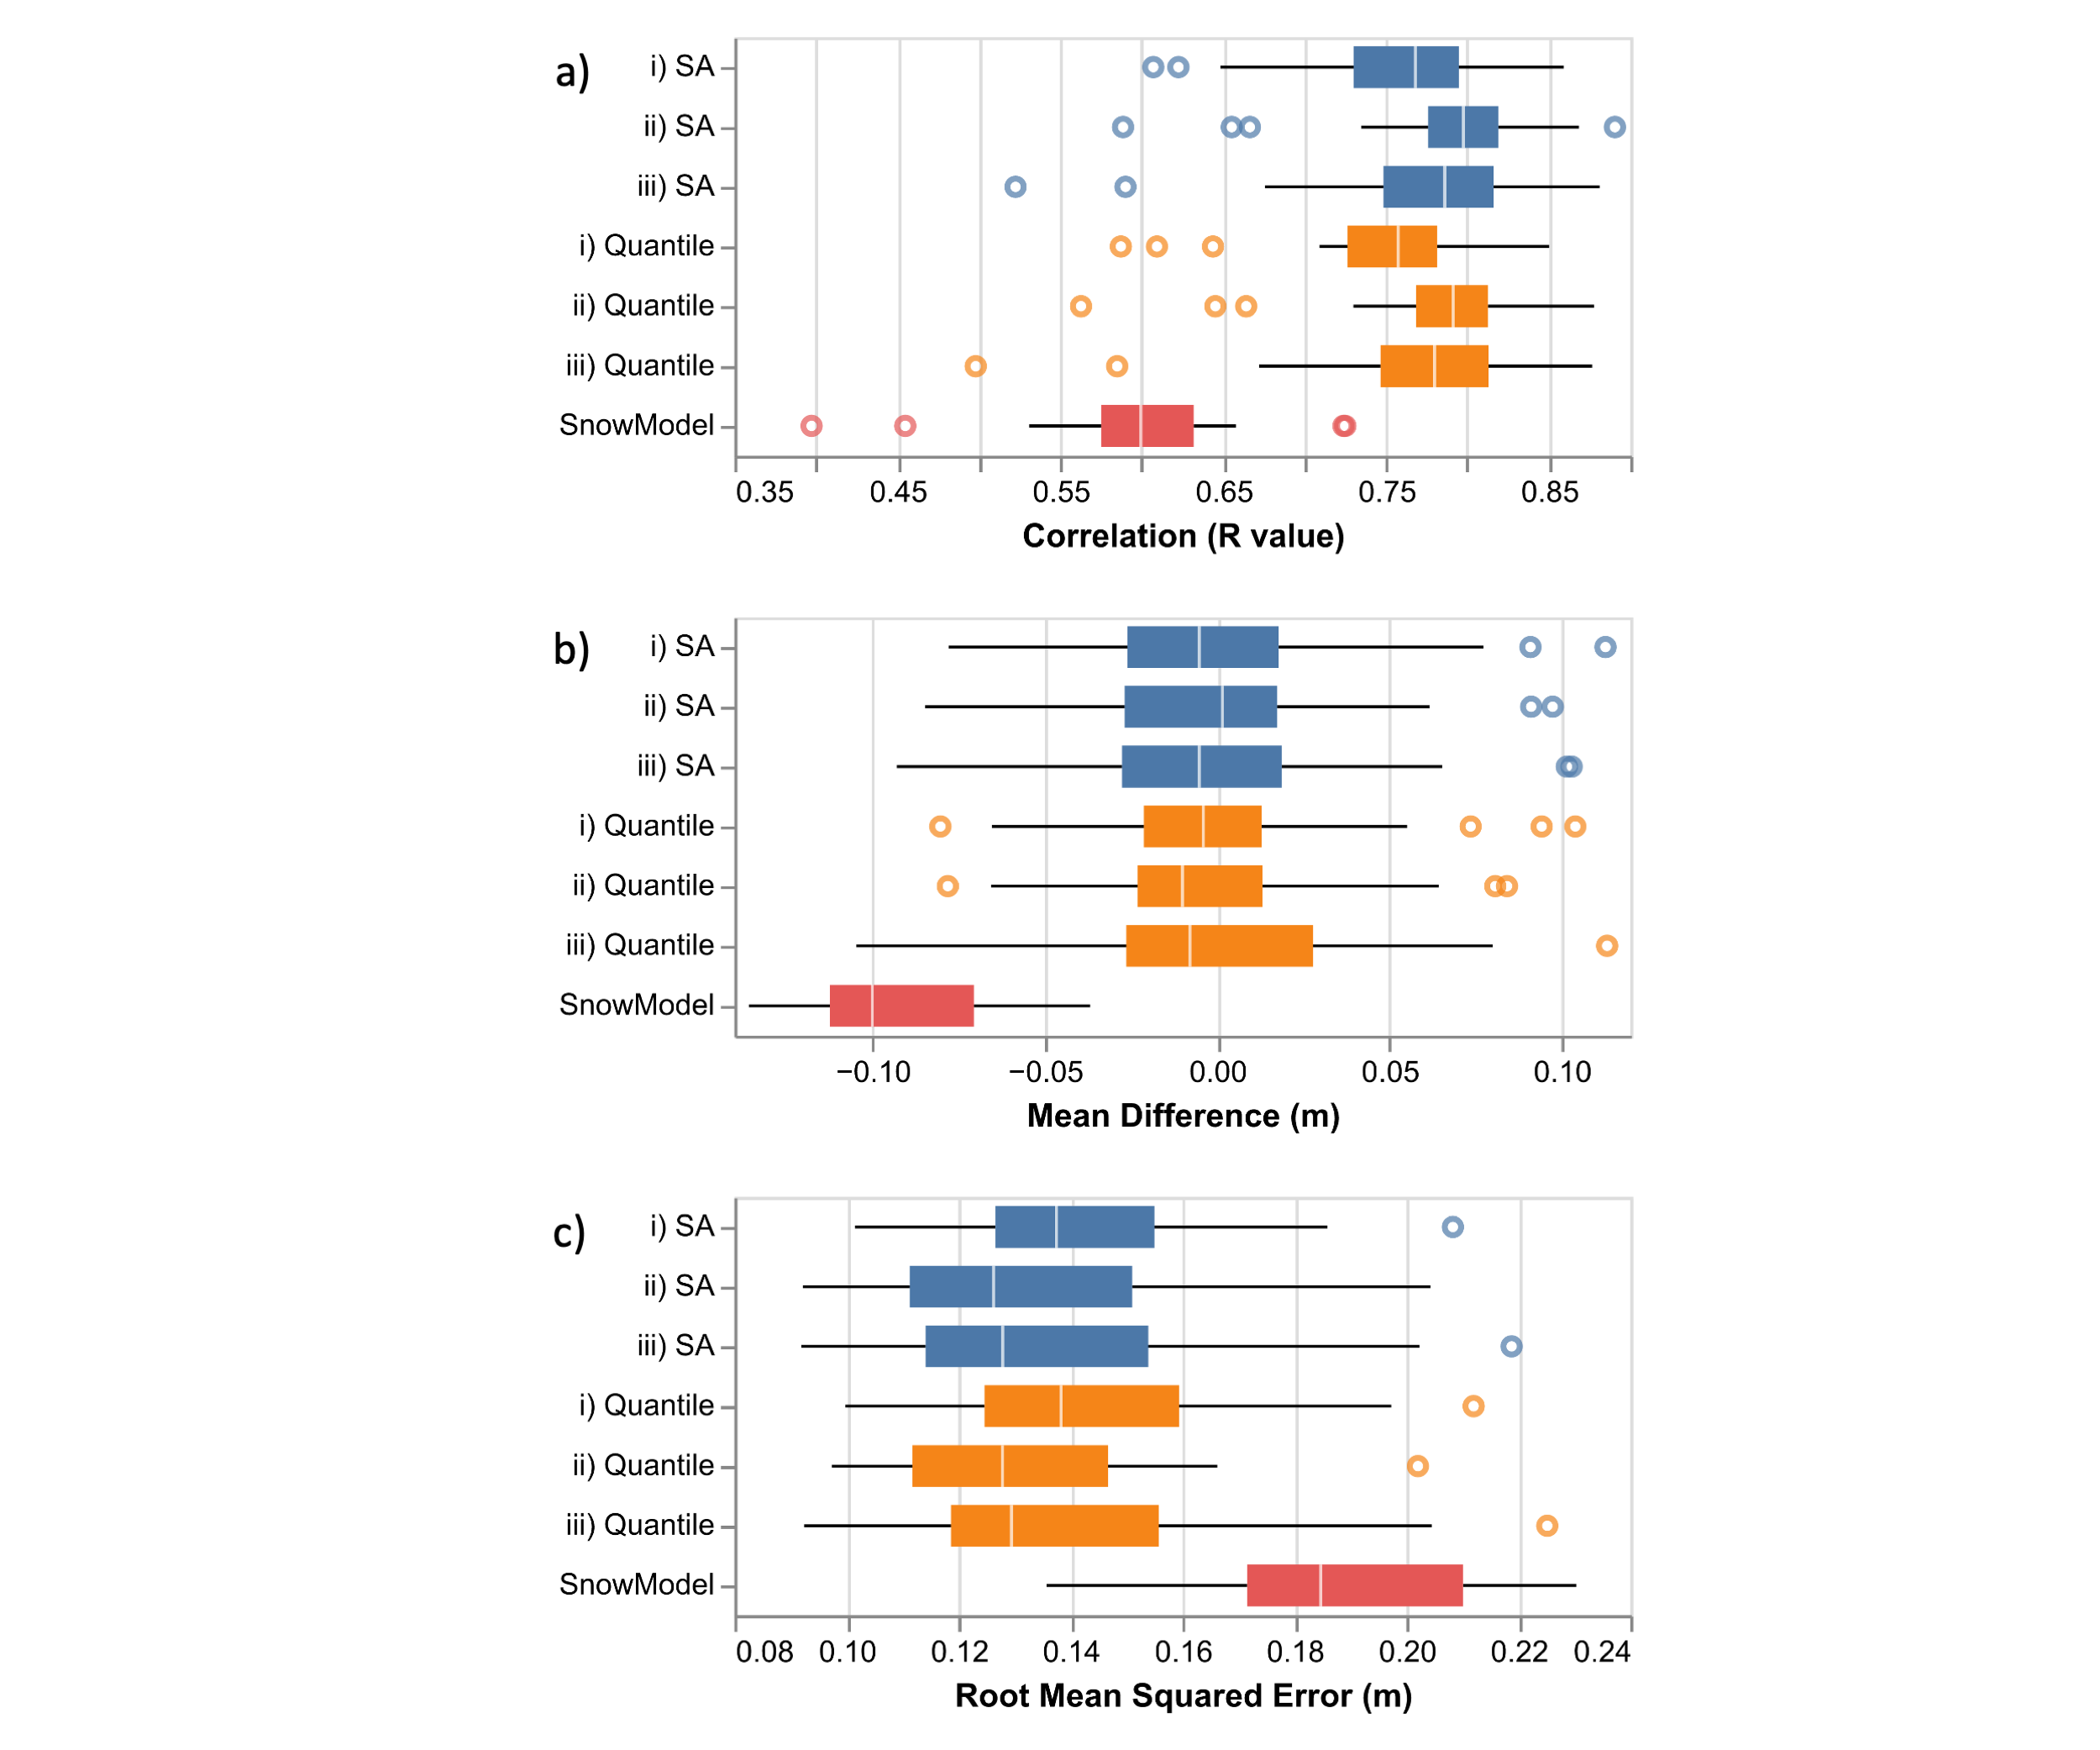 a)
i) SA
ii) SA
iii) SA
i) Quantile
ii) Quantile
iii) Quantile
SnowModel
0.35 0.45 0.55 0.65 0.75 0.85
Correlation (R value)
b)
i) SA
ii) SA
iii) SA
i) Quantile
ii) Quantile
iii) Quantile
SnowModel
−0.10 −0.05 0.00 0.05 0.10
Mean Difference (m)
c)
i) SA
ii) SA
iii) SA
i) Quantile
ii) Quantile
iii) Quantile
SnowModel
0.08 0.10 0.12 0.14 0.16 0.18 0.20 0.22 0.24
Root Mean Squared Error (m)